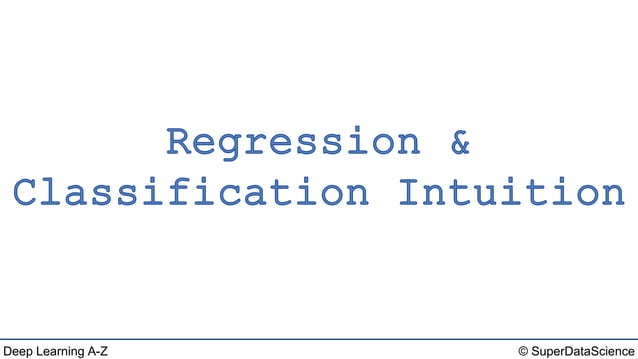 Regression &
Classification Intuition
Deep Learning A-Z
© SuperDataScience